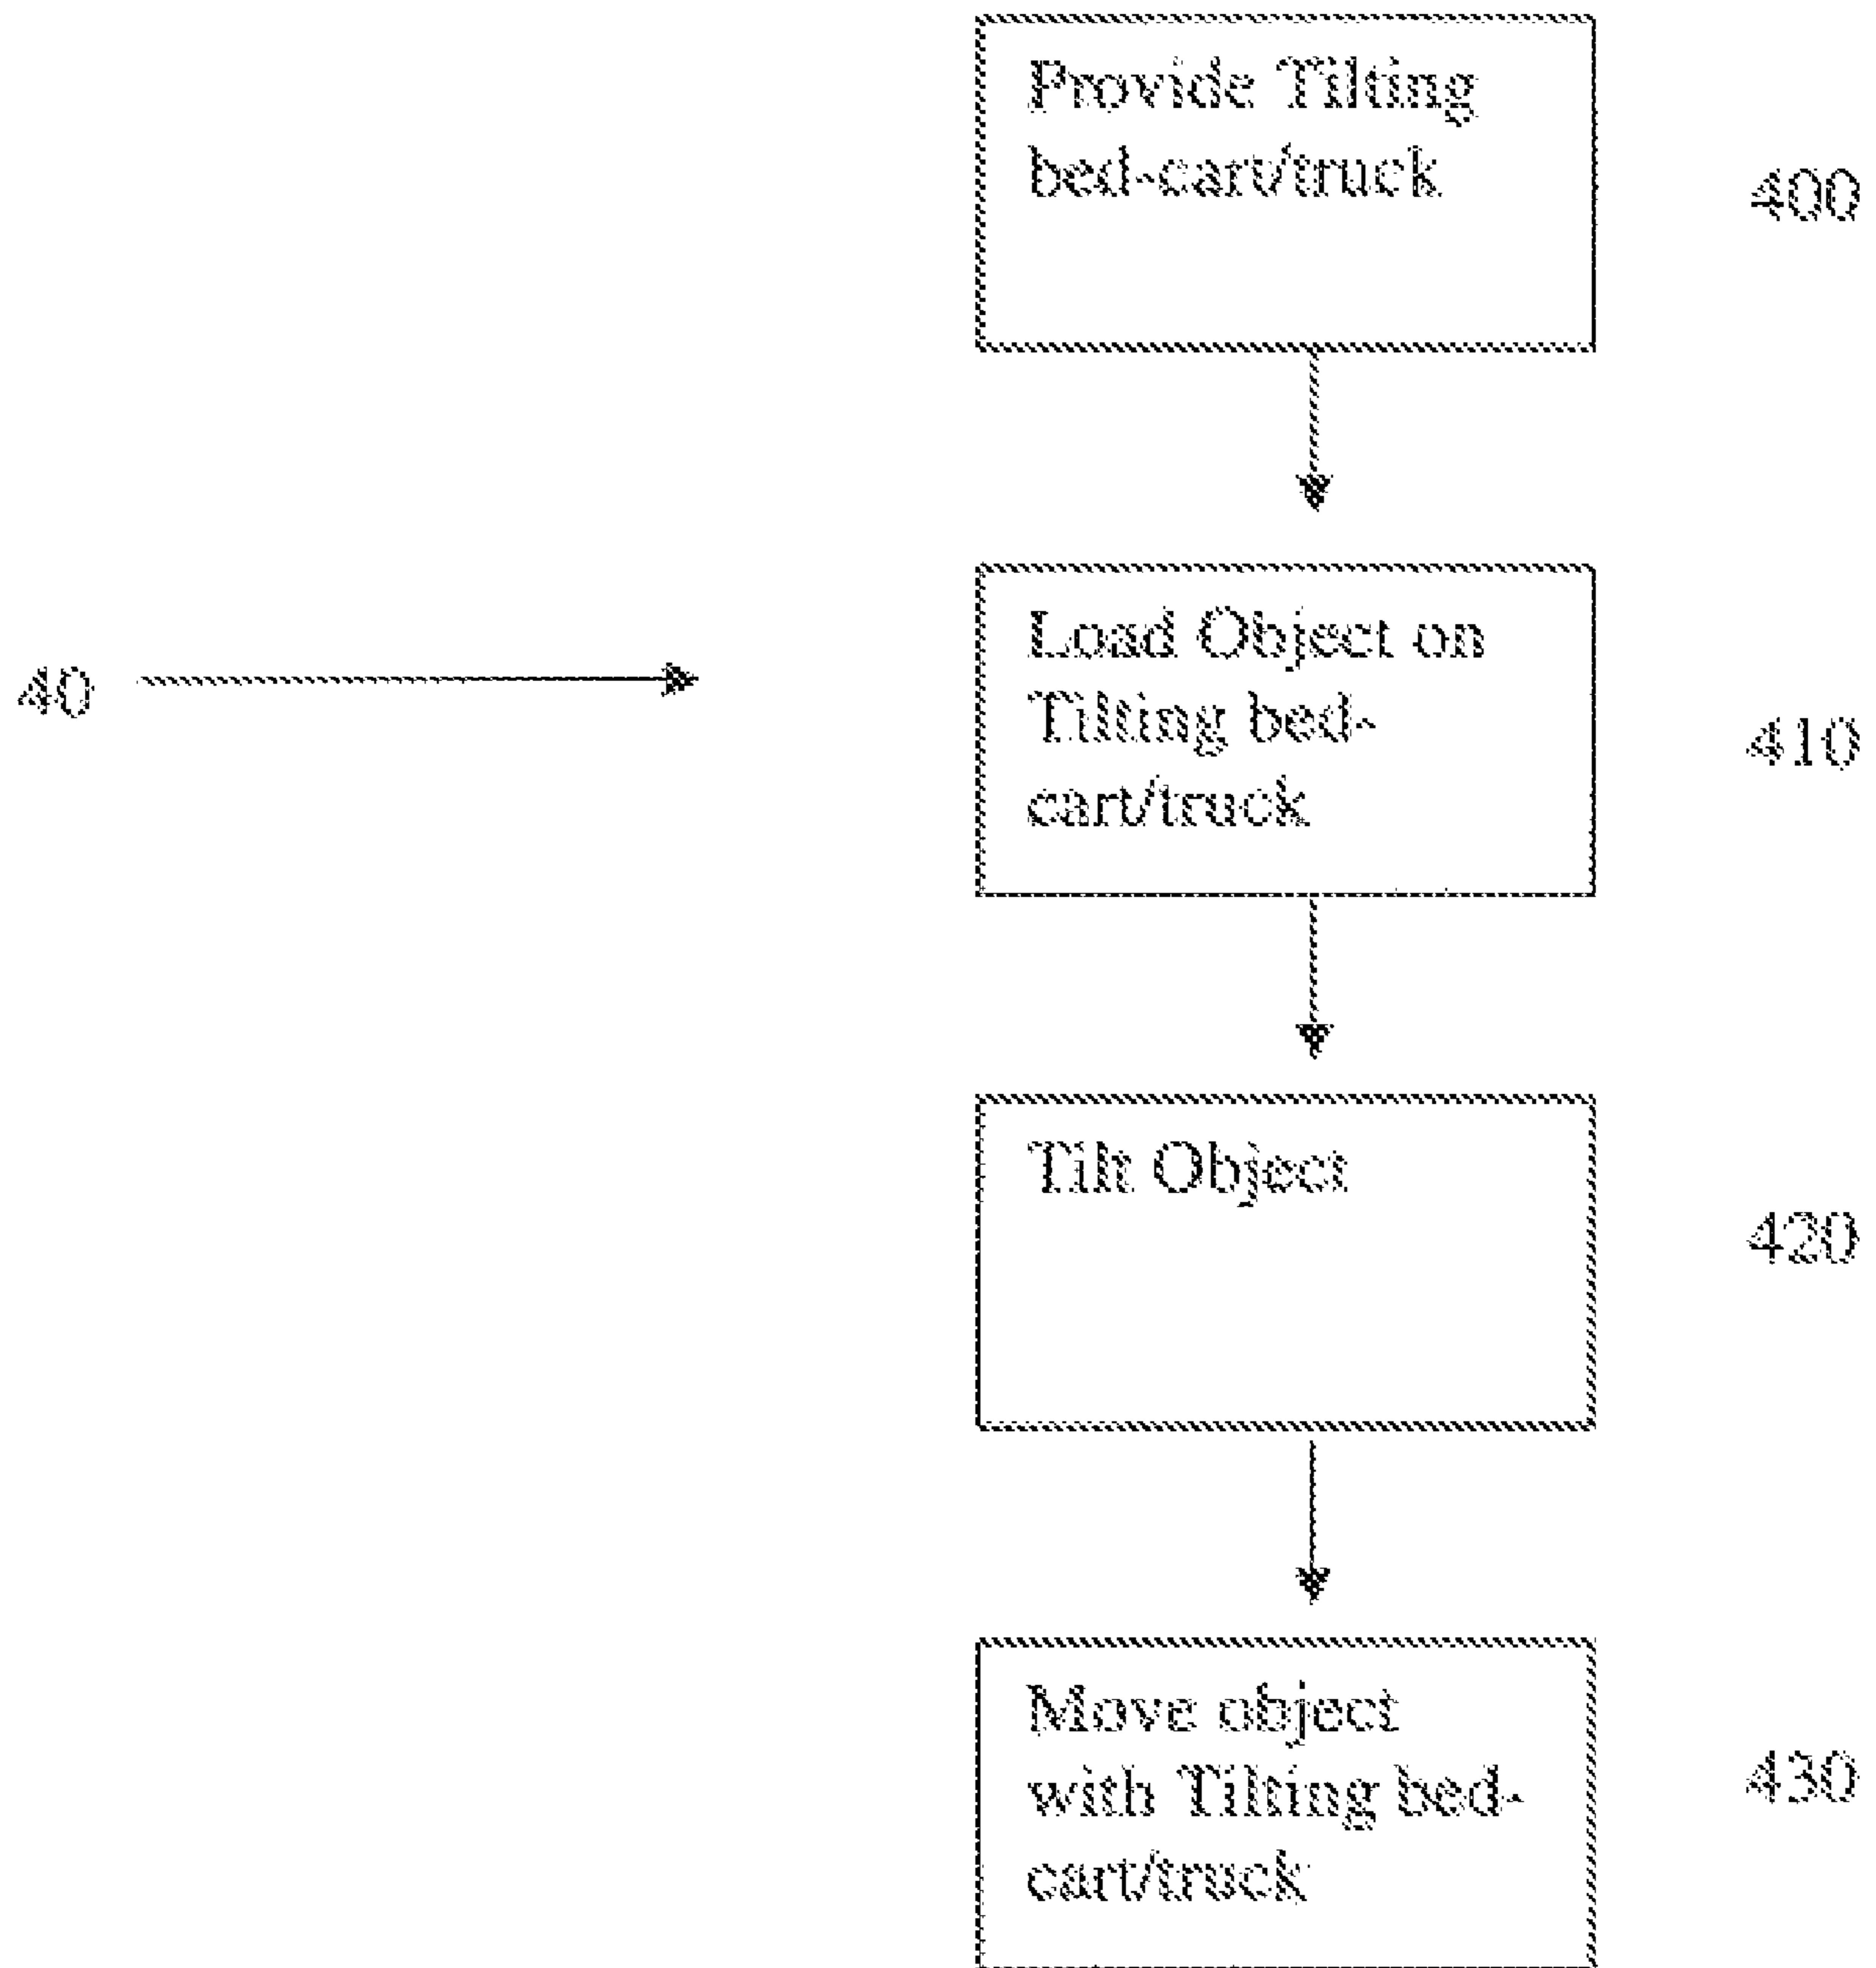 Provide Tilting
bed-cart/truck
400
Load Object on
Tilting bed-
cart/truck
40
410
Tilt Object
420
Move object
with Tilting bed-
cart/truck
430